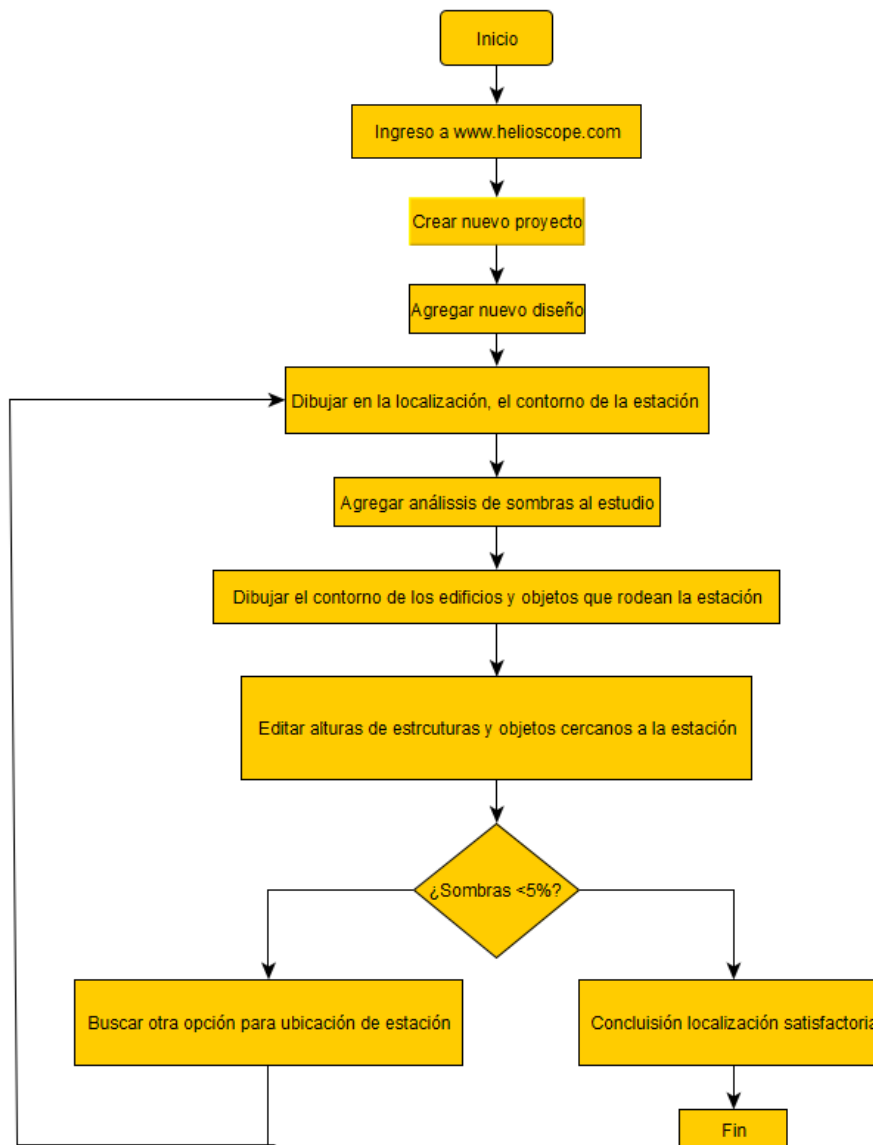 Inicio
Ingreso a www.helioscope.com
Crear nuevo proyecto
Agregar nuevo diseño
Dibujar en la localización, el contorno de la estación
Agregar análissis de sombras al estudio
Dibujar el contorno de los edificios y objetos que rodean la estación
Editar alturas de estrcuturas y objetos cercanos a la estación
¿Sombras <5%?
Buscar otra opción para ubicación de estación
Concluisión localización satisfactoria
Fin